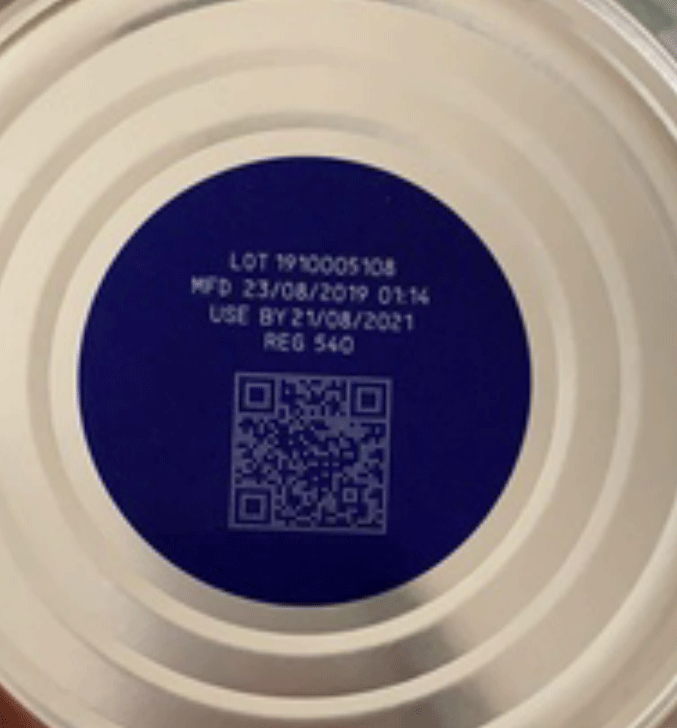 LOT 1910005108
MFD 23/08/2019 01:14
USE BY 21/08/2021
REG 540